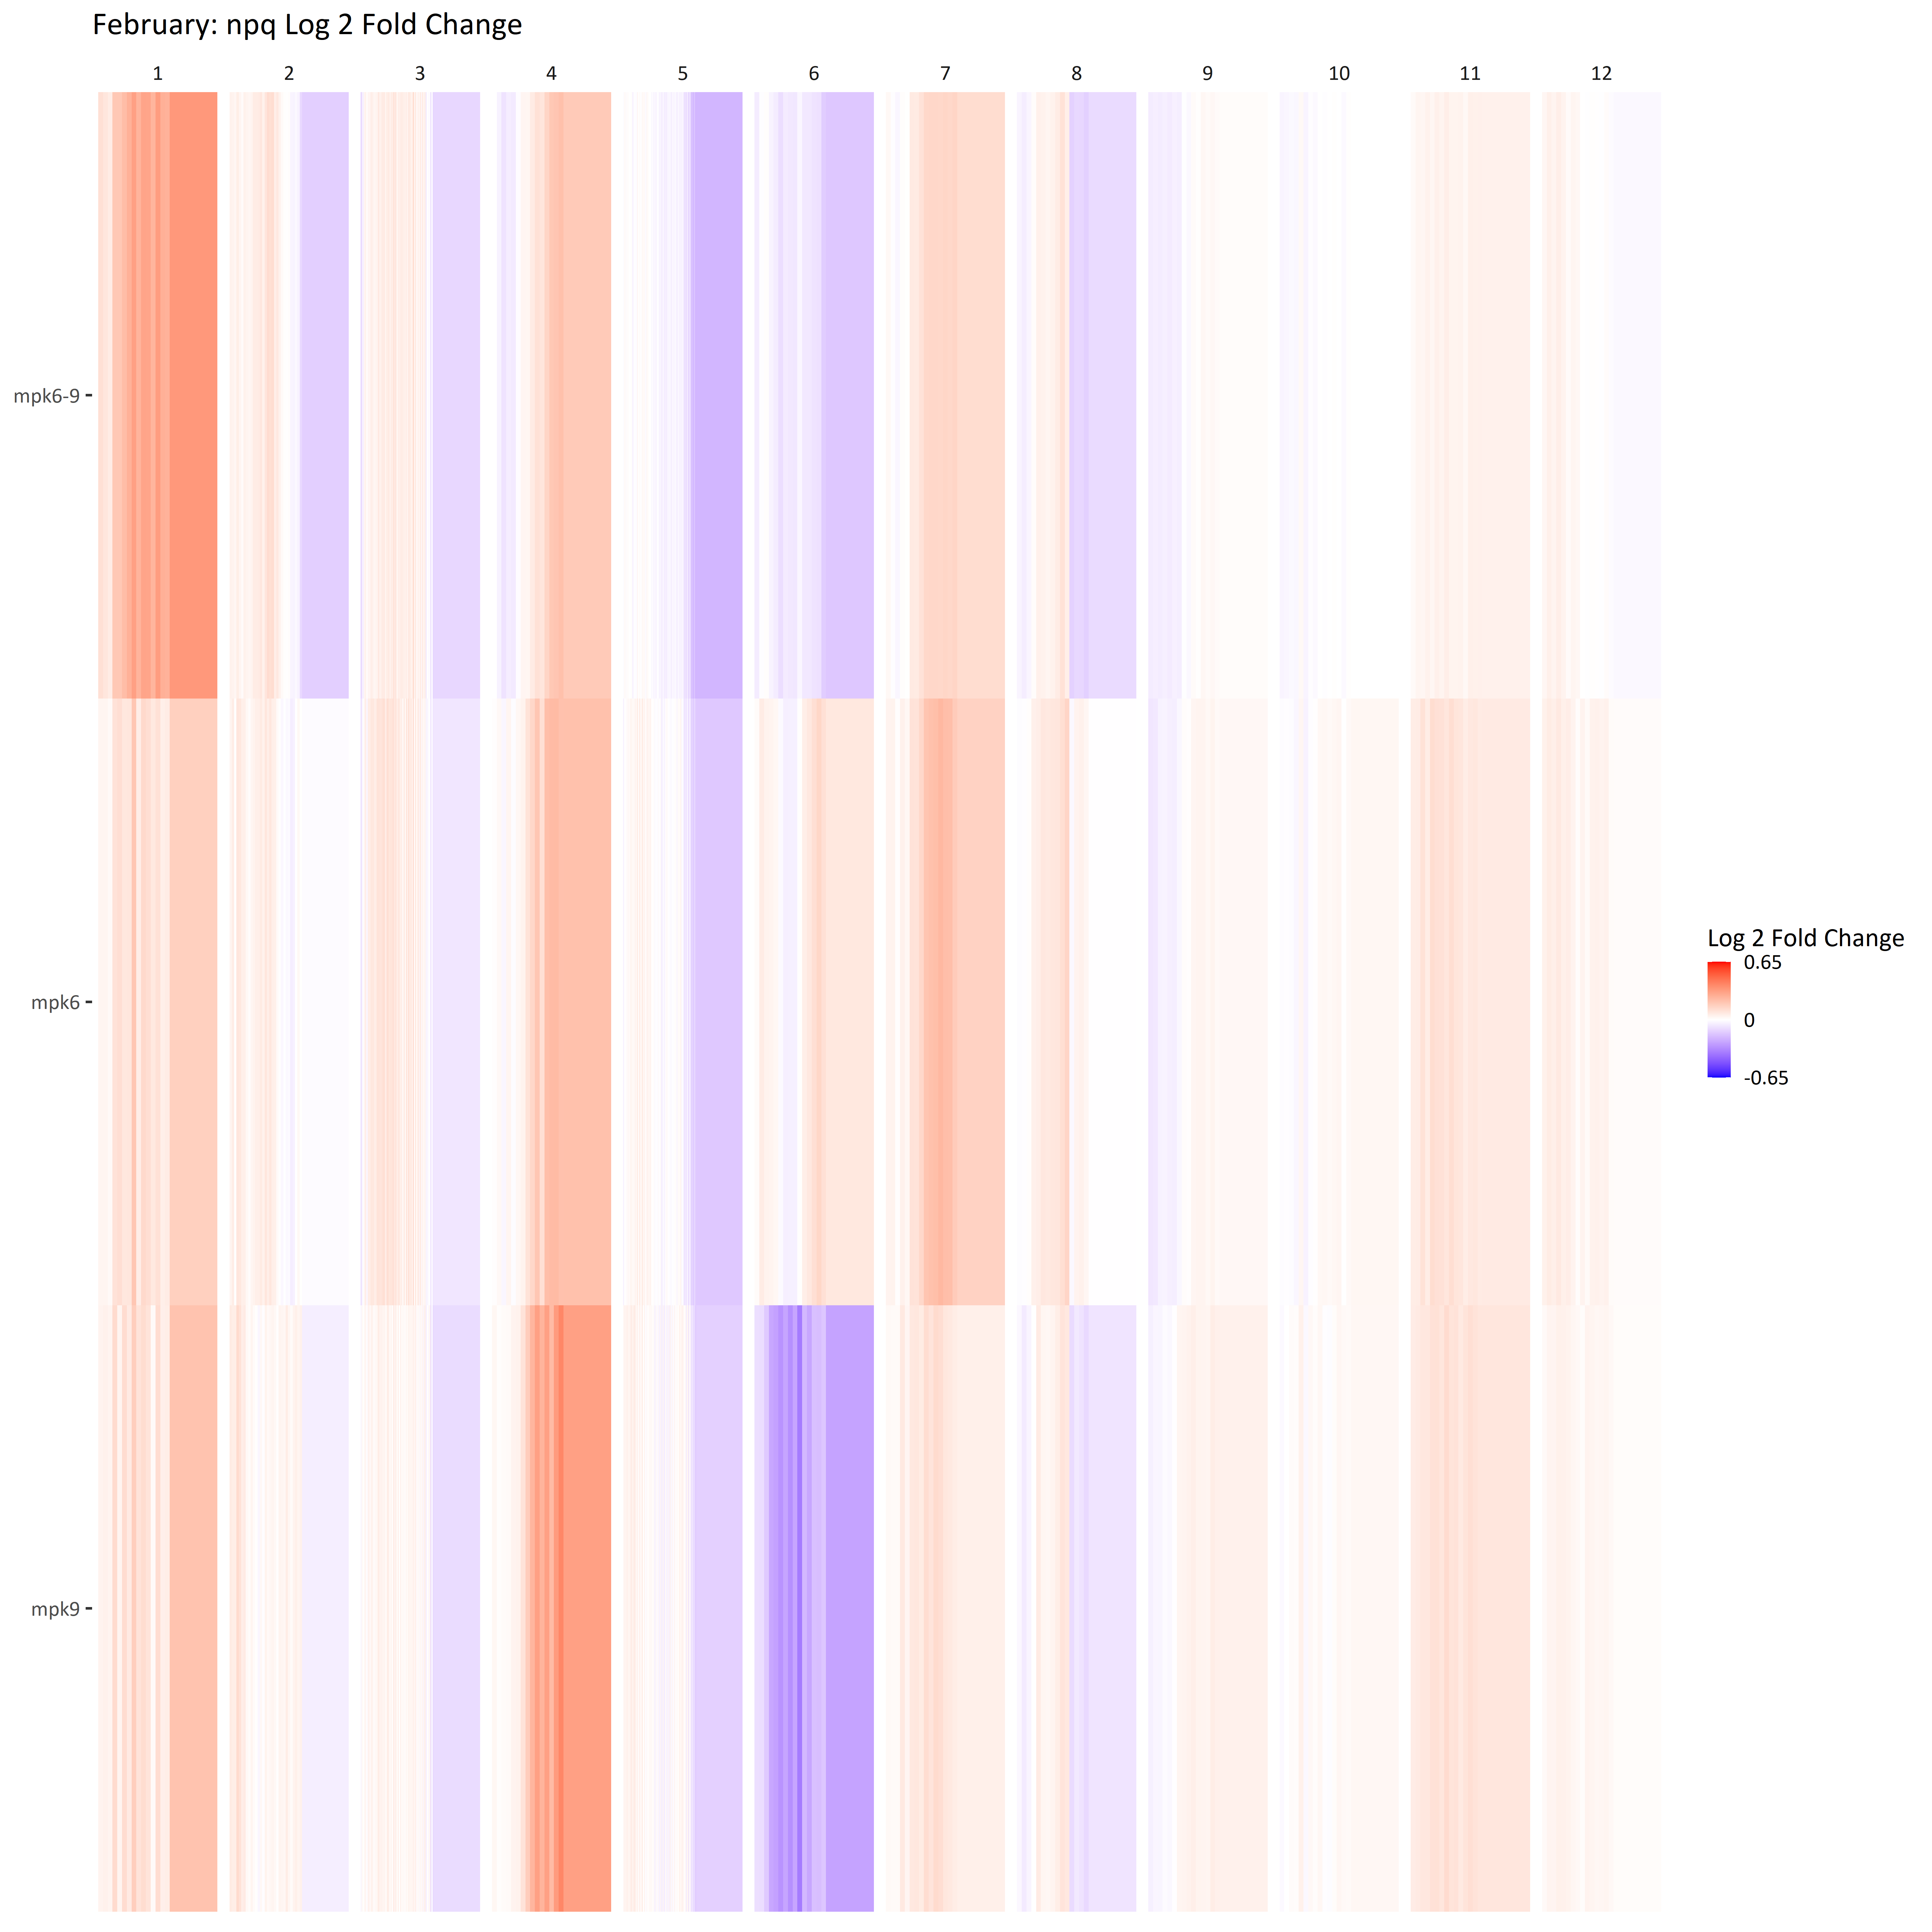 February: npq Log 2 Fold Change
1 2 3 4 5 6 7 8 9 10 11 12
mpk6-9
mpk6
mpk9
Log 2 Fold Change
0.65
0
-0.65